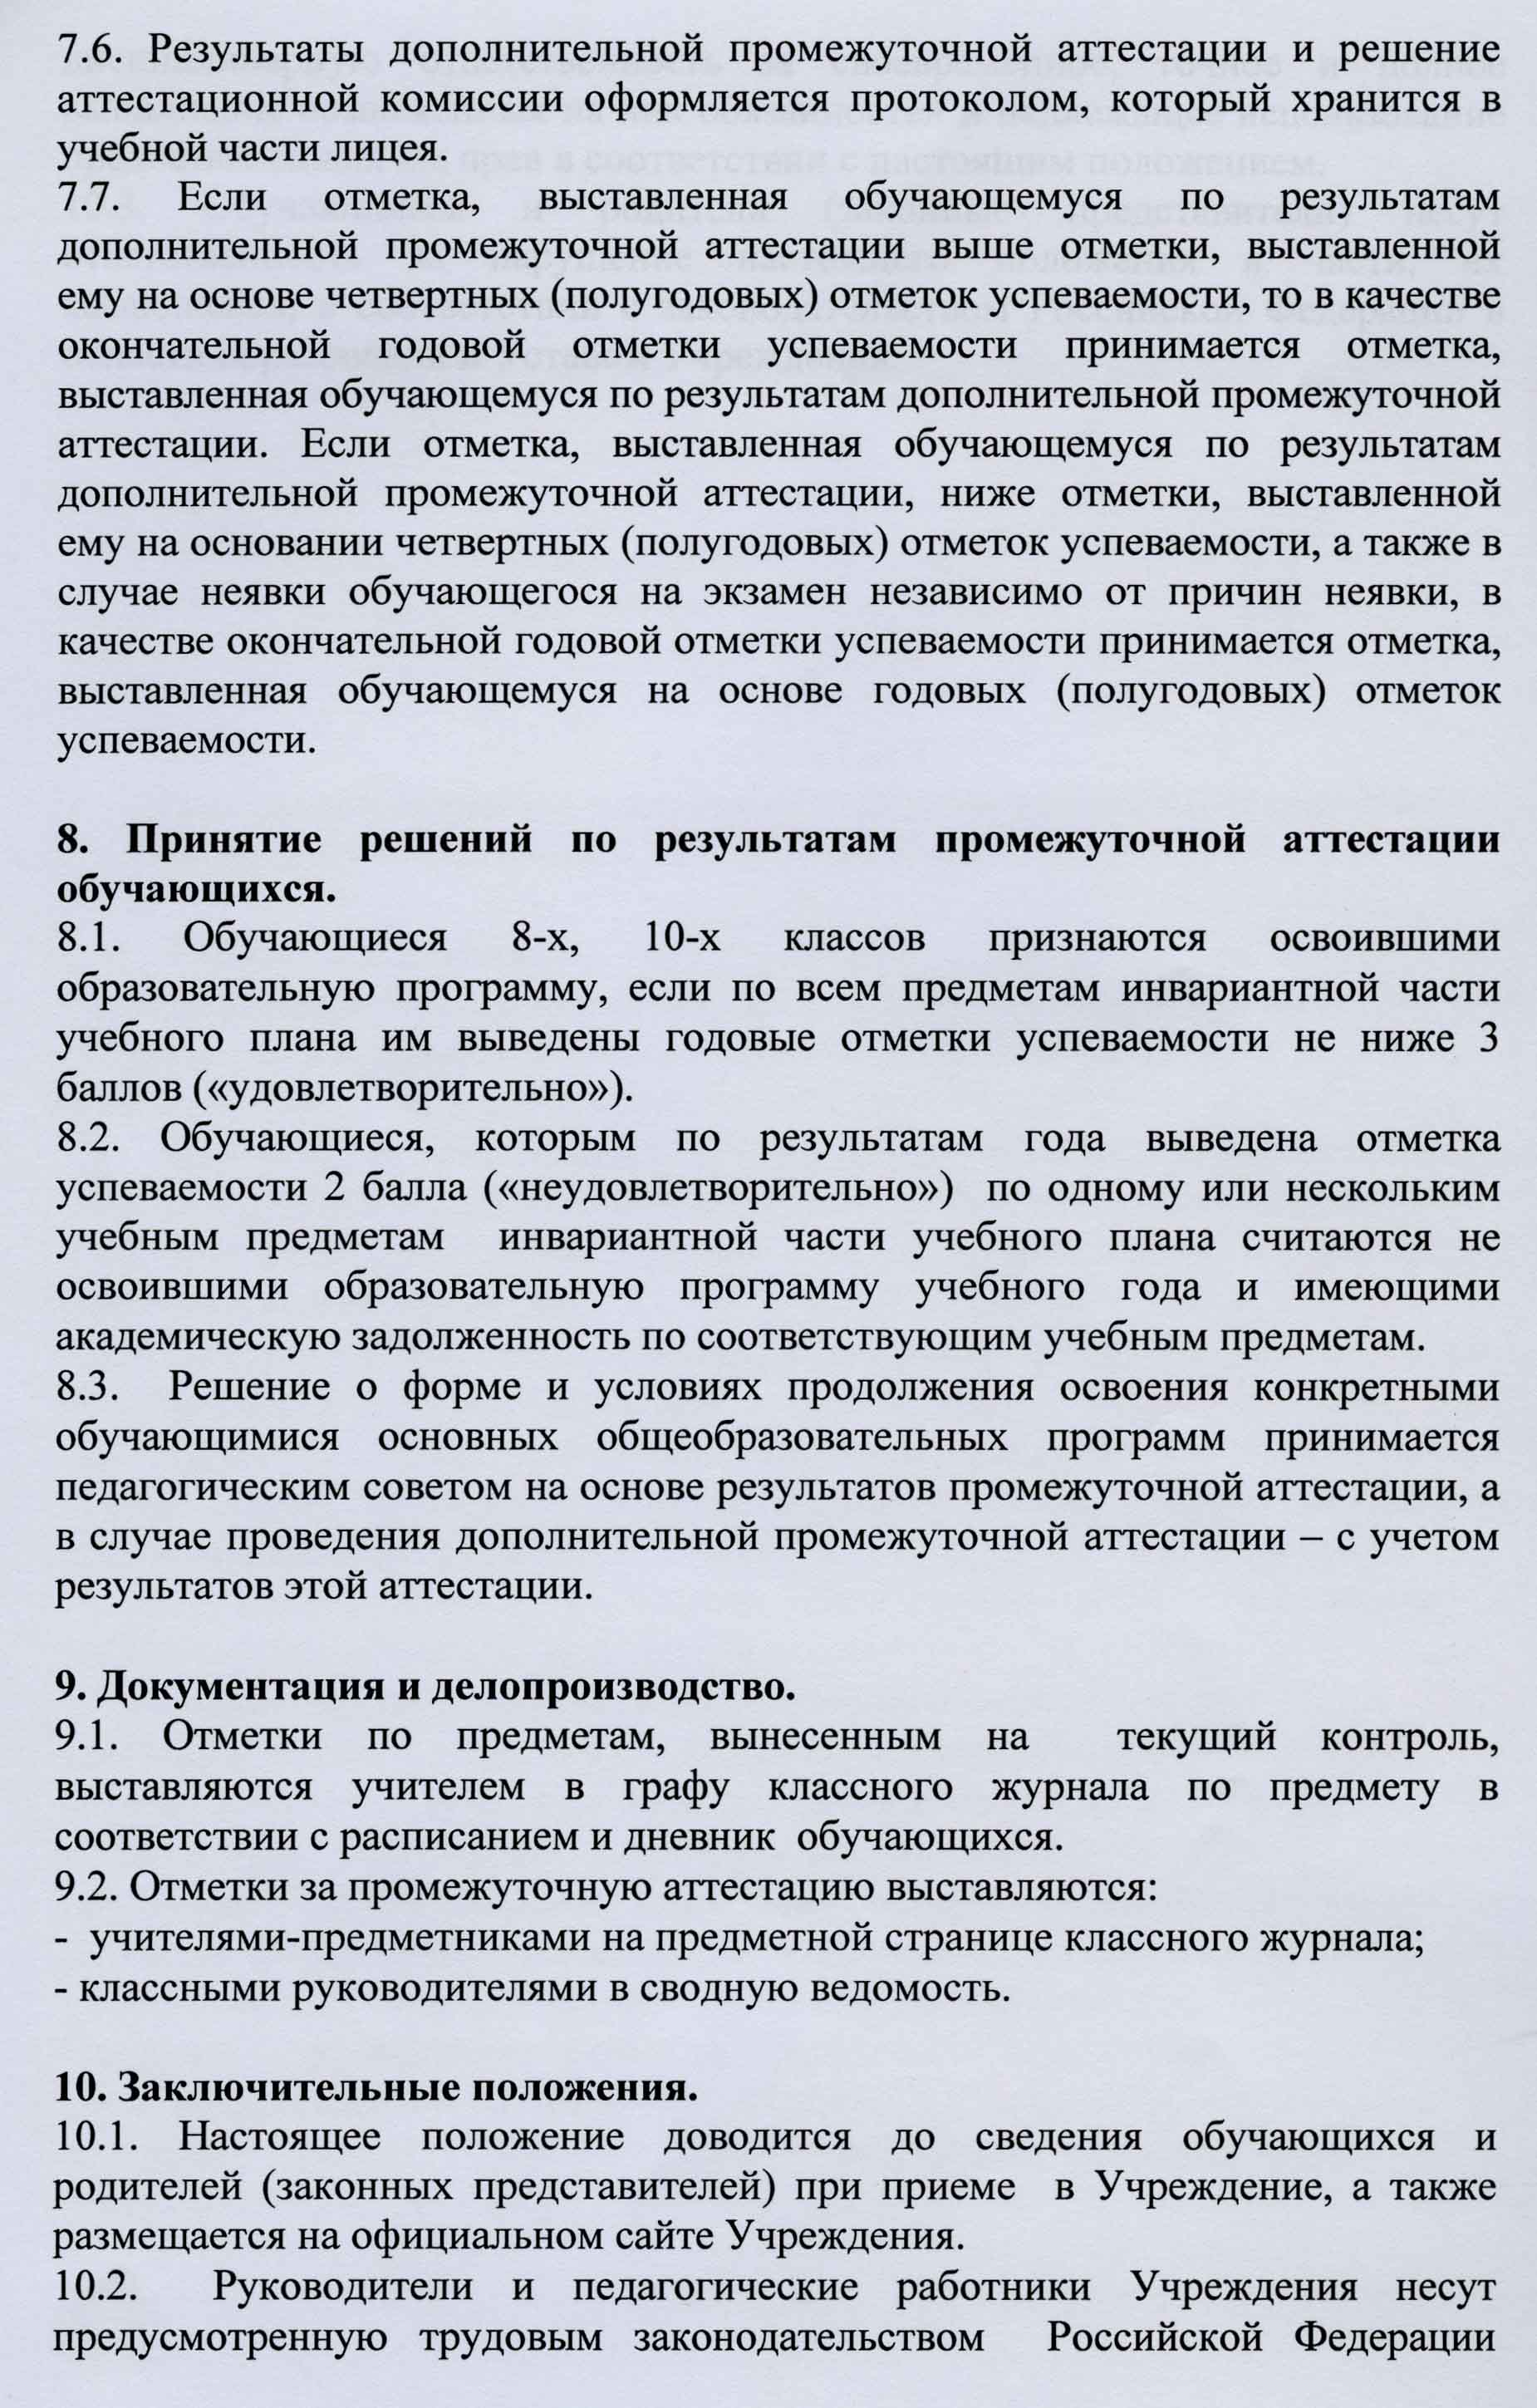 7.6. Результаты дополнительной промежуточной аттестации и решение
аттестационной комиссии оформляется протоколом, который хранится в
учебной части лицея.
7.7. Если отметка, выставленная обучающемуся по результатам
дополнительной промежуточной аттестации выше отметки, выставленной
ему на основе четвертных (полугодовых) отметок успеваемости, то в качестве
окончательной годовой отметки успеваемости принимается отметка,
выставленная обучающемуся по результатам дополнительной промежуточной
аттестации. Если отметка, выставленная обучающемуся по результатам
дополнительной промежуточной аттестации, ниже отметки, выставленной
ему на основании четвертных (полугодовых) отметок успеваемости, а также в
случае неявки обучающегося на экзамен независимо от причин неявки, в
качестве окончательной годовой отметки успеваемости принимается отметка,
выставленная обучающемуся на основе годовых (полугодовых) отметок
успеваемости.
8. Принятие решений по результатам промежуточной аттестации
обучающихся.
8.1. Обучающиеся 8-х, 10-х классов признаются освоившими
образовательную программу, если по всем предметам инвариантной части
учебного плана им выведены годовые отметки успеваемости не ниже 3
баллов («удовлетворительно»).
8.2. Обучающиеся, которым по результатам года выведена отметка
успеваемости 2 балла («неудовлетворительно») по одному или нескольким
учебным предметам инвариантной части учебного плана считаются не
освоившими образовательную программу учебного года и имеющими
академическую задолженность по соответствующим учебным предметам.
8.3. Решение о форме и условиях продолжения освоения конкретными
обучающимися основных общеобразовательных программ принимается
педагогическим советом на основе результатов промежуточной аттестации, а
в случае проведения дополнительной промежуточной аттестации – с учетом
результатов этой аттестации.
9. Документация и делопроизводство.
9.1. Отметки по предметам, вынесенным на текущий контроль,
выставляются учителем в графу классного журнала по предмету в
соответствии с расписанием и дневник обучающихся.
9.2. Отметки за промежуточную аттестацию выставляются:
- учителями-предметниками на предметной странице классного журнала;
- классными руководителями в сводную ведомость.
10. Заключительные положения.
10.1. Настоящее положение доводится до сведения обучающихся и
родителей (законных представителей) при приеме в Учреждение, а также
размещается на официальном сайте Учреждения.
10.2. Руководители и педагогические работники Учреждения несут
предусмотренную трудовым законодательством Российской Федерации